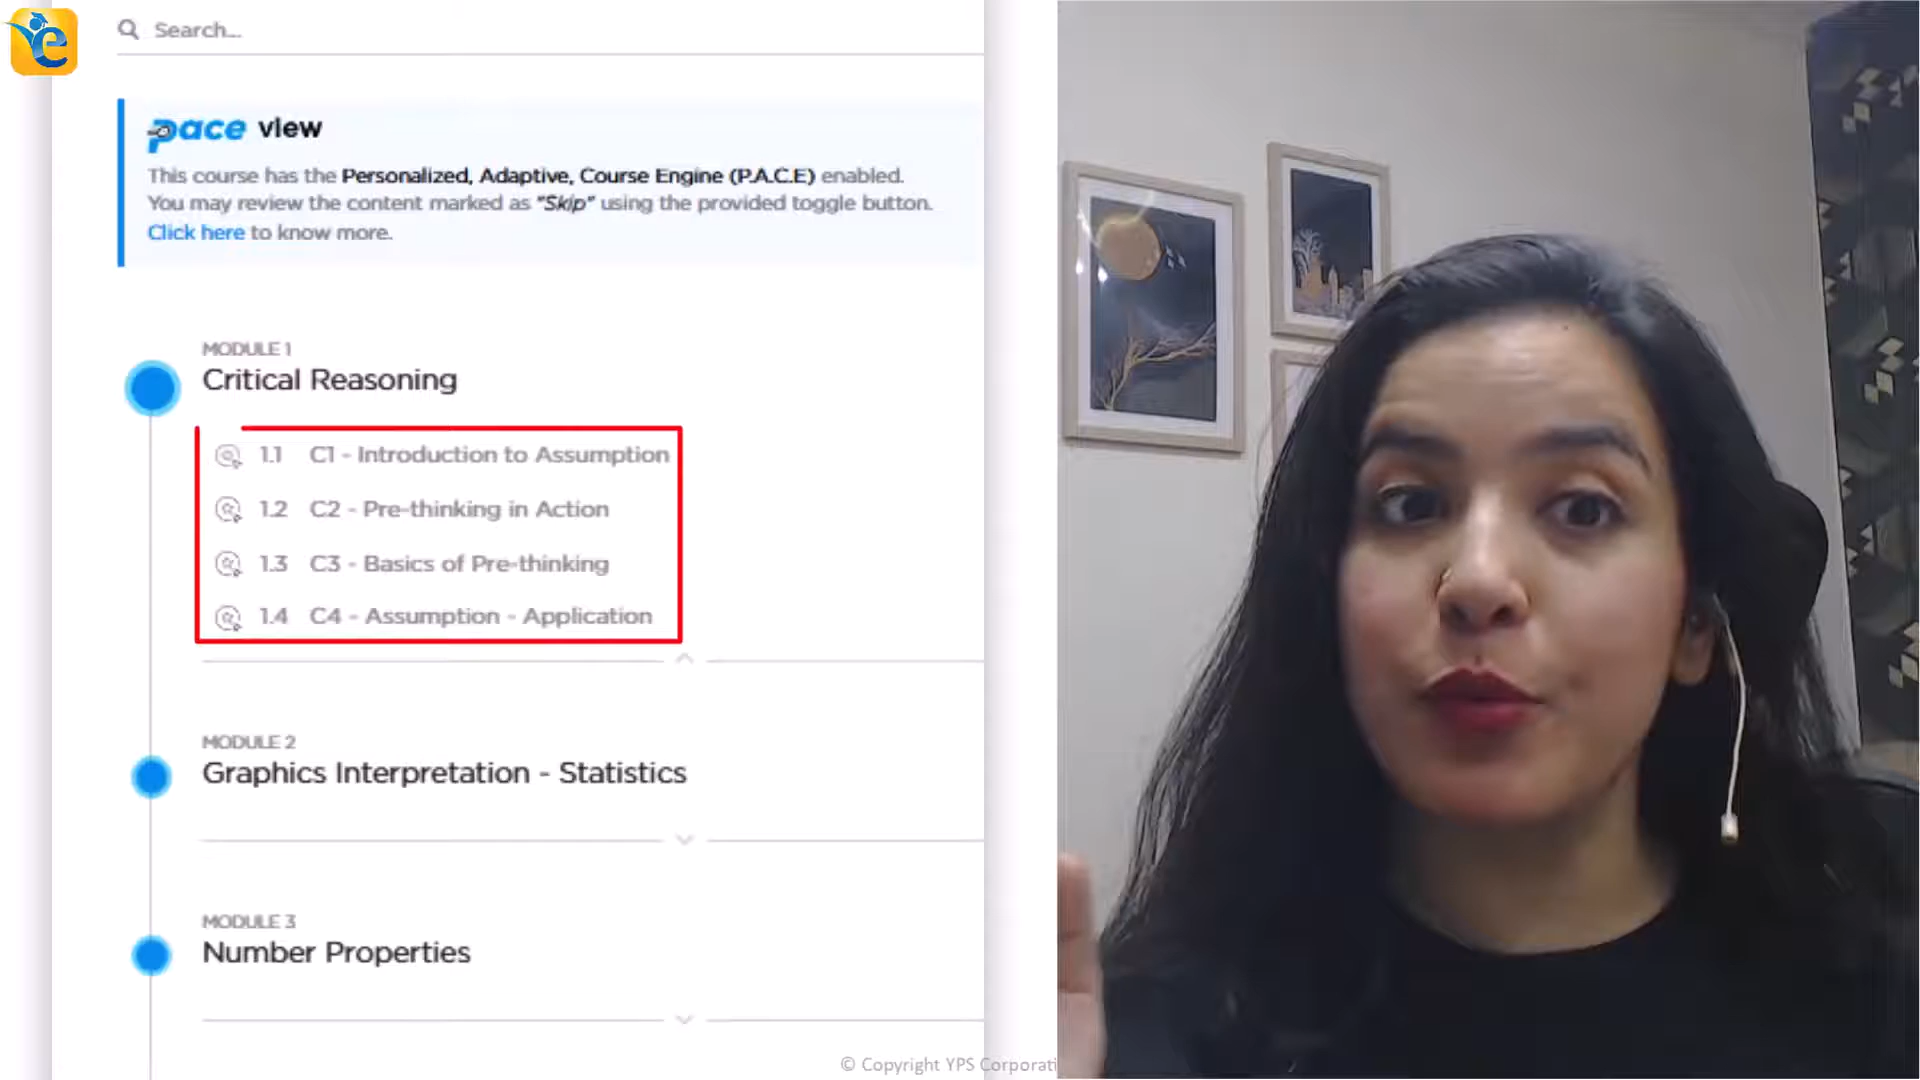 e
Search...
pace view
This course has the Personalized, Adaptive, Course Engine (P.A.C.E) enabled.
You may review the content marked as "Skip" using the provided toggle button.
Click here to know more.
MODULE 1
Critical Reasoning
1.1 C1 - Introduction to Assumption
1.2 C2 - Pre-thinking in Action
1.3 C3 - Basics of Pre-thinking
1.4 C4 - Assumption - Application
MODULE 2
Graphics Interpretation - Statistics
MODULE 3
Number Properties
© Copyright YPS Corporati